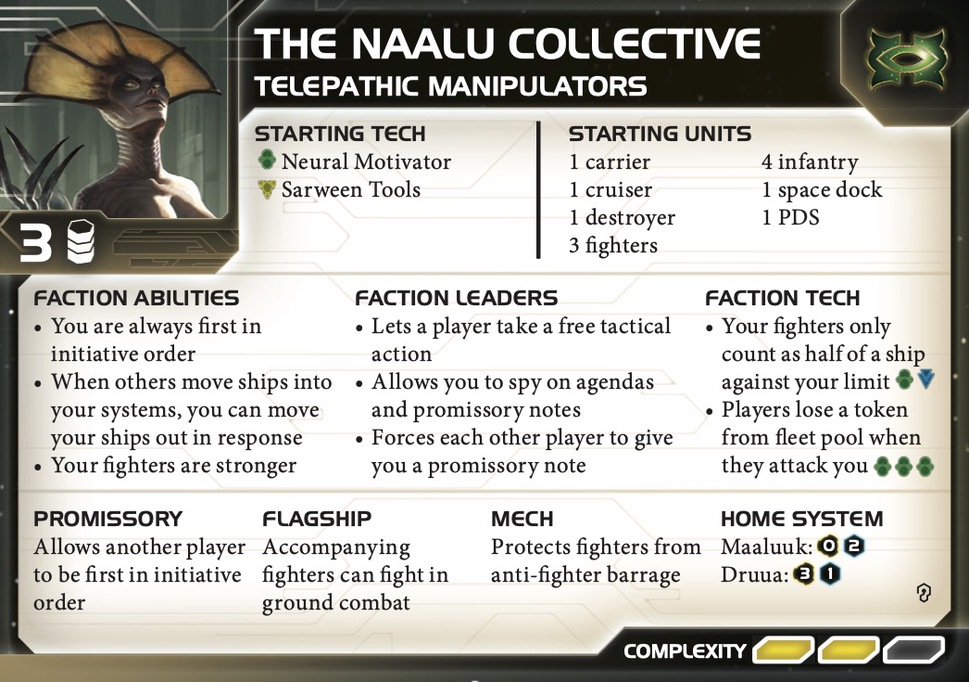 THE NAALU COLLECTIVE
TELEPATHIC MANIPULATORS
3
STARTING TECH
Neural Motivator
Sarween Tools
STARTING UNITS
1 carrier
1 cruiser
1 destroyer
3 fighters
4 infantry
1 space dock
1 PDS
FACTION ABILITIES
• You are always first in
initiative order
• When others move ships into
your systems, you can move
your ships out in response
• Your fighters are stronger
FACTION LEADERS
• Lets a player take a free tactical
action
• Allows you to spy on agendas
and promissory notes
• Forces each other player to give
you a promissory note
FACTION TECH
• Your fighters only
count as half of a ship
against your limit
• Players lose a token
from fleet pool when
they attack you
PROMISSORY
Allows another player
to be first in initiative
order
FLAGSHIP
Accompanying
fighters can fight in
ground combat
MECH
Protects fighters from
anti-fighter barrage
HOME SYSTEM
Maaluuk: 0 2
Druua: 3 1
COMPLEXITY